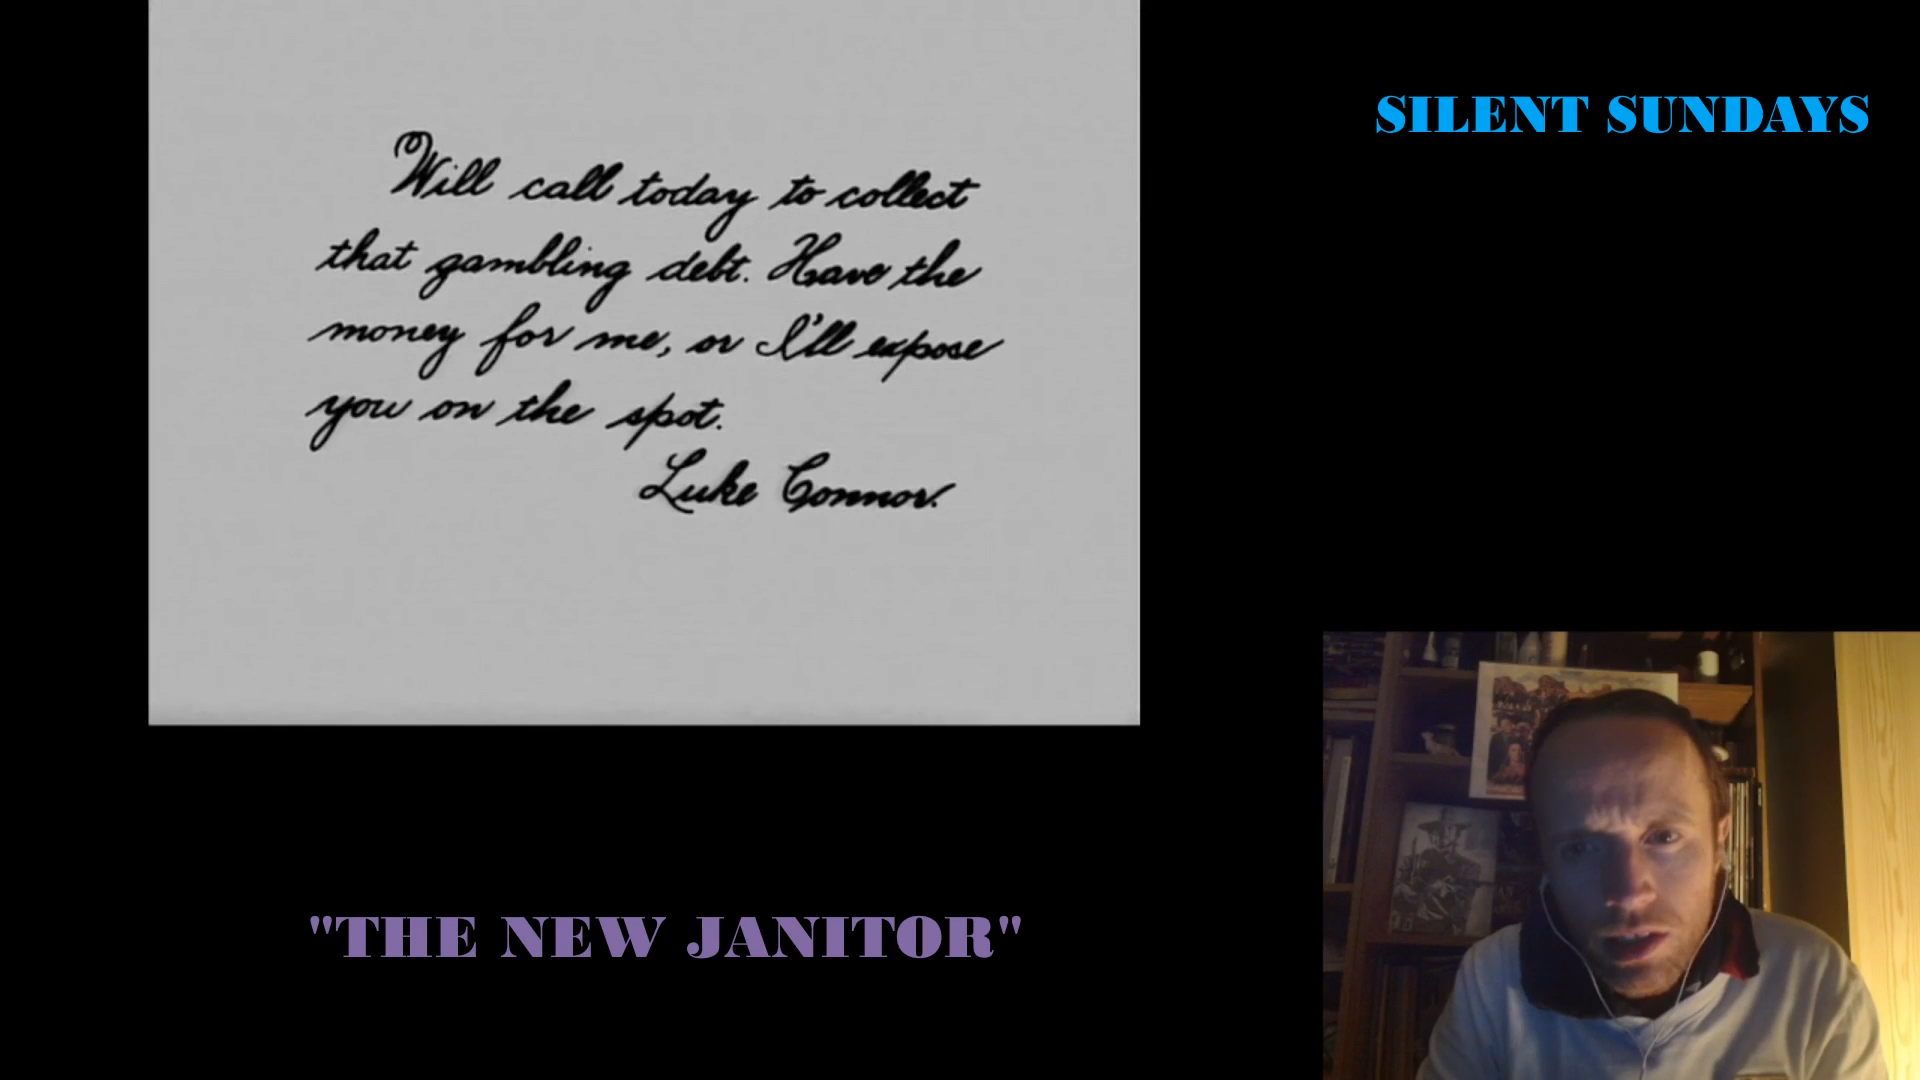 Will call today to collect
that gambling debt. Have the
money for me, or I'll expose
you on the spot.
Luke Connor.
SILENT SUNDAYS
"THE NEW JANITOR"